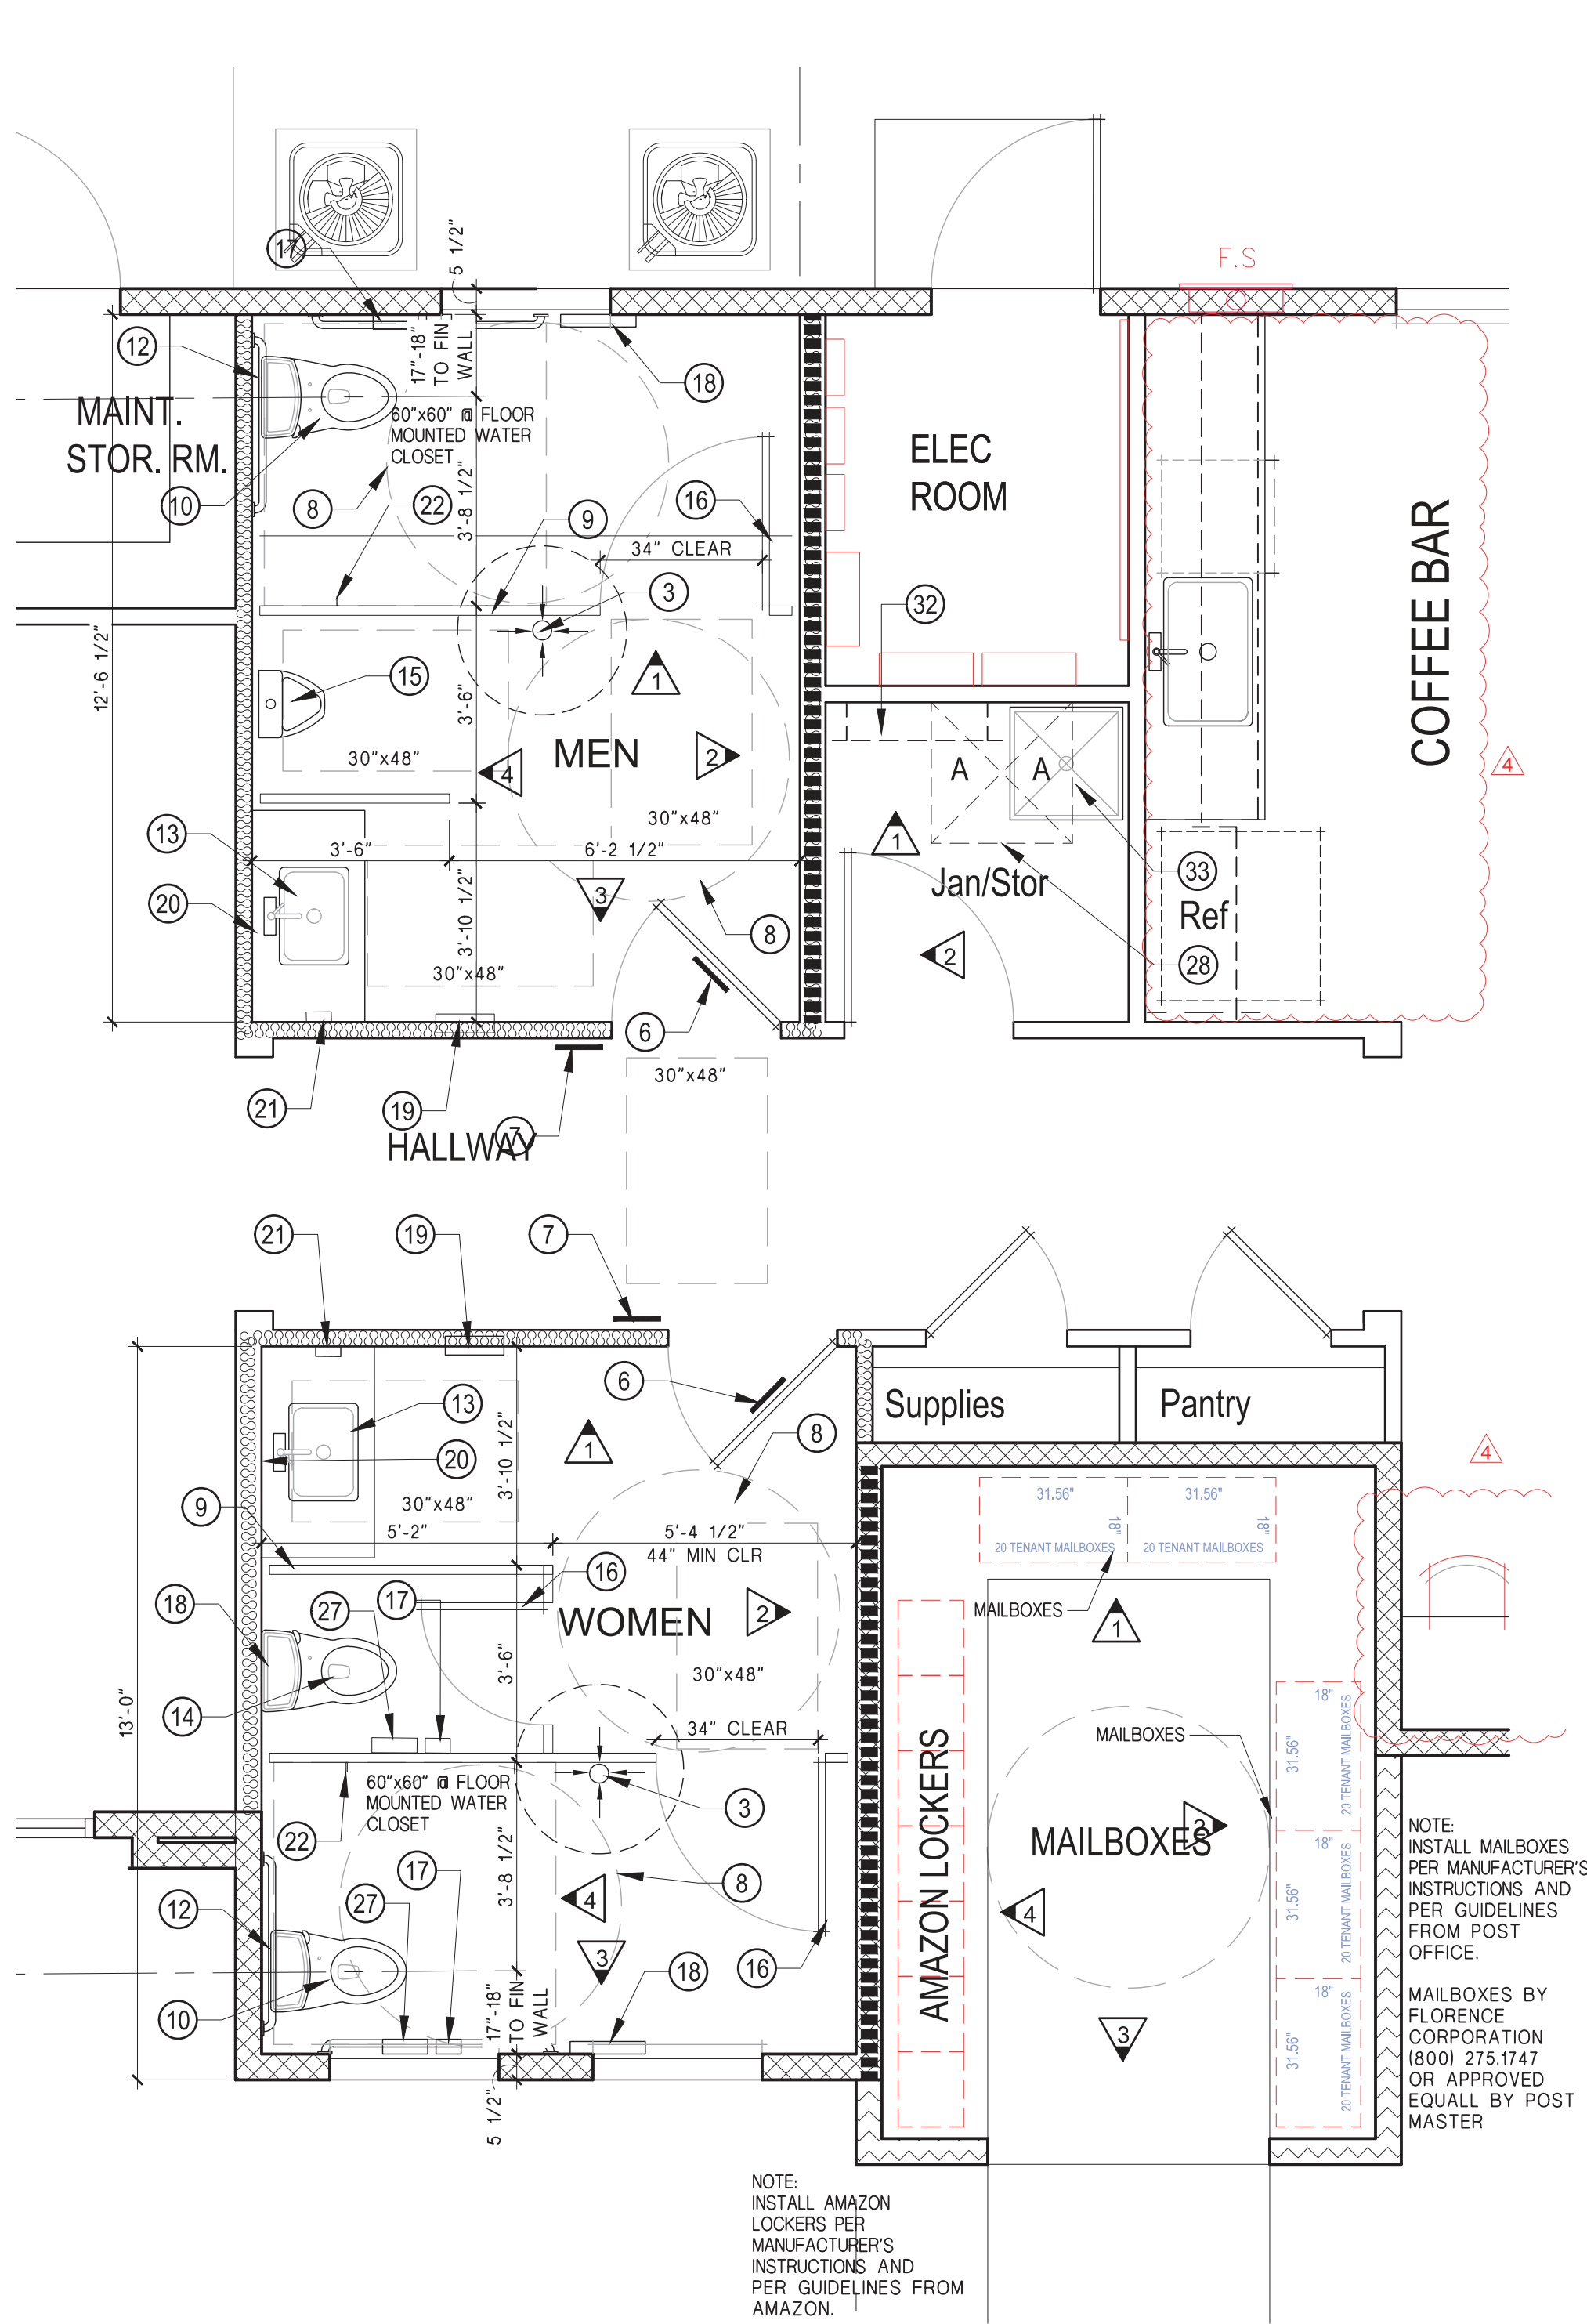 F.S
17
5 1/2"
12
17"-18"
TO FIN
WALL
18
MAINT.
STOR. RM.
60"x60" @ FLOOR
MOUNTED WATER
CLOSET
10
8
22
3'-8 1/2"
9
16
34" CLEAR
ELEC
ROOM
COFFEE BAR
3
32
12'-6 1/2"
15
3'-6"
1
30"x48"
MEN
4
2
A
A
4
30"x48"
13
3'-6"
6'-2 1/2"
1
33
Jan/Stor
20
3'-10 1/2"
3
8
Ref
2
28
30"x48"
6
30"x48"
21
19
7
HALLWAY
21
19
7
6
13
1
8
Supplies
Pantry
4
20
3'-10 1/2"
9
30"x48"
5'-2"
5'-4 1/2"
44" MIN CLR
31.56"
31.56"
18"
18"
20 TENANT MAILBOXES
20 TENANT MAILBOXES
16
18
27
17
WOMEN
2
MAILBOXES
1
3'-6"
30"x48"
14
13'-0"
34" CLEAR
MAILBOXES
18"
31.56"
20 TENANT MAILBOXES
60"x60" @ FLOOR
MOUNTED WATER
CLOSET
3
22
AMAZON LOCKERS
MAILBOXES
2
3'-8 1/2"
17
8
12
27
4
4
18"
31.56"
20 TENANT MAILBOXES
NOTE:
INSTALL MAILBOXES
PER MANUFACTURER'S
INSTRUCTIONS AND
PER GUIDELINES
FROM POST
OFFICE.
3
18
16
10
17"-18"
TO FIN
WALL
3
18"
31.56"
20 TENANT MAILBOXES
MAILBOXES BY
FLORENCE
CORPORATION
(800) 275.1747
OR APPROVED
EQUALL BY POST
MASTER
5 1/2"
NOTE:
INSTALL AMAZON
LOCKERS PER
MANUFACTURER'S
INSTRUCTIONS AND
PER GUIDELINES FROM
AMAZON.